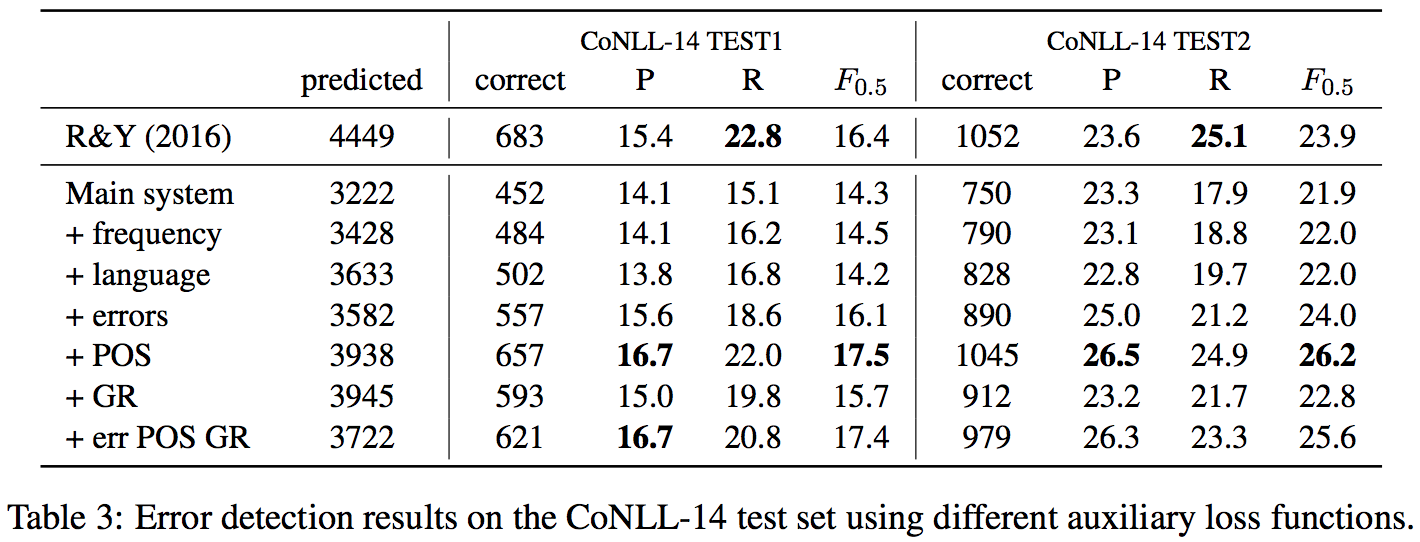 CoNLL-14 TEST1 CoNLL-14 TEST2
predicted correct P R F0.5 correct P R F0.5
R&Y (2016) 4449 683 15.4 22.8 16.4 1052 23.6 25.1 23.9
Main system 3222 452 14.1 15.1 14.3 750 23.3 17.9 21.9
+ frequency 3428 484 14.1 16.2 14.5 790 23.1 18.8 22.0
+ language 3633 502 13.8 16.8 14.2 828 22.8 19.7 22.0
+ errors 3582 557 15.6 18.6 16.1 890 25.0 21.2 24.0
+ POS 3938 657 16.7 22.0 17.5 1045 26.5 24.9 26.2
+ GR 3945 593 15.0 19.8 15.7 912 23.2 21.7 22.8
+ err POS GR 3722 621 16.7 20.8 17.4 979 26.3 23.3 25.6
Table 3: Error detection results on the CoNLL-14 test set using different auxiliary loss functions.